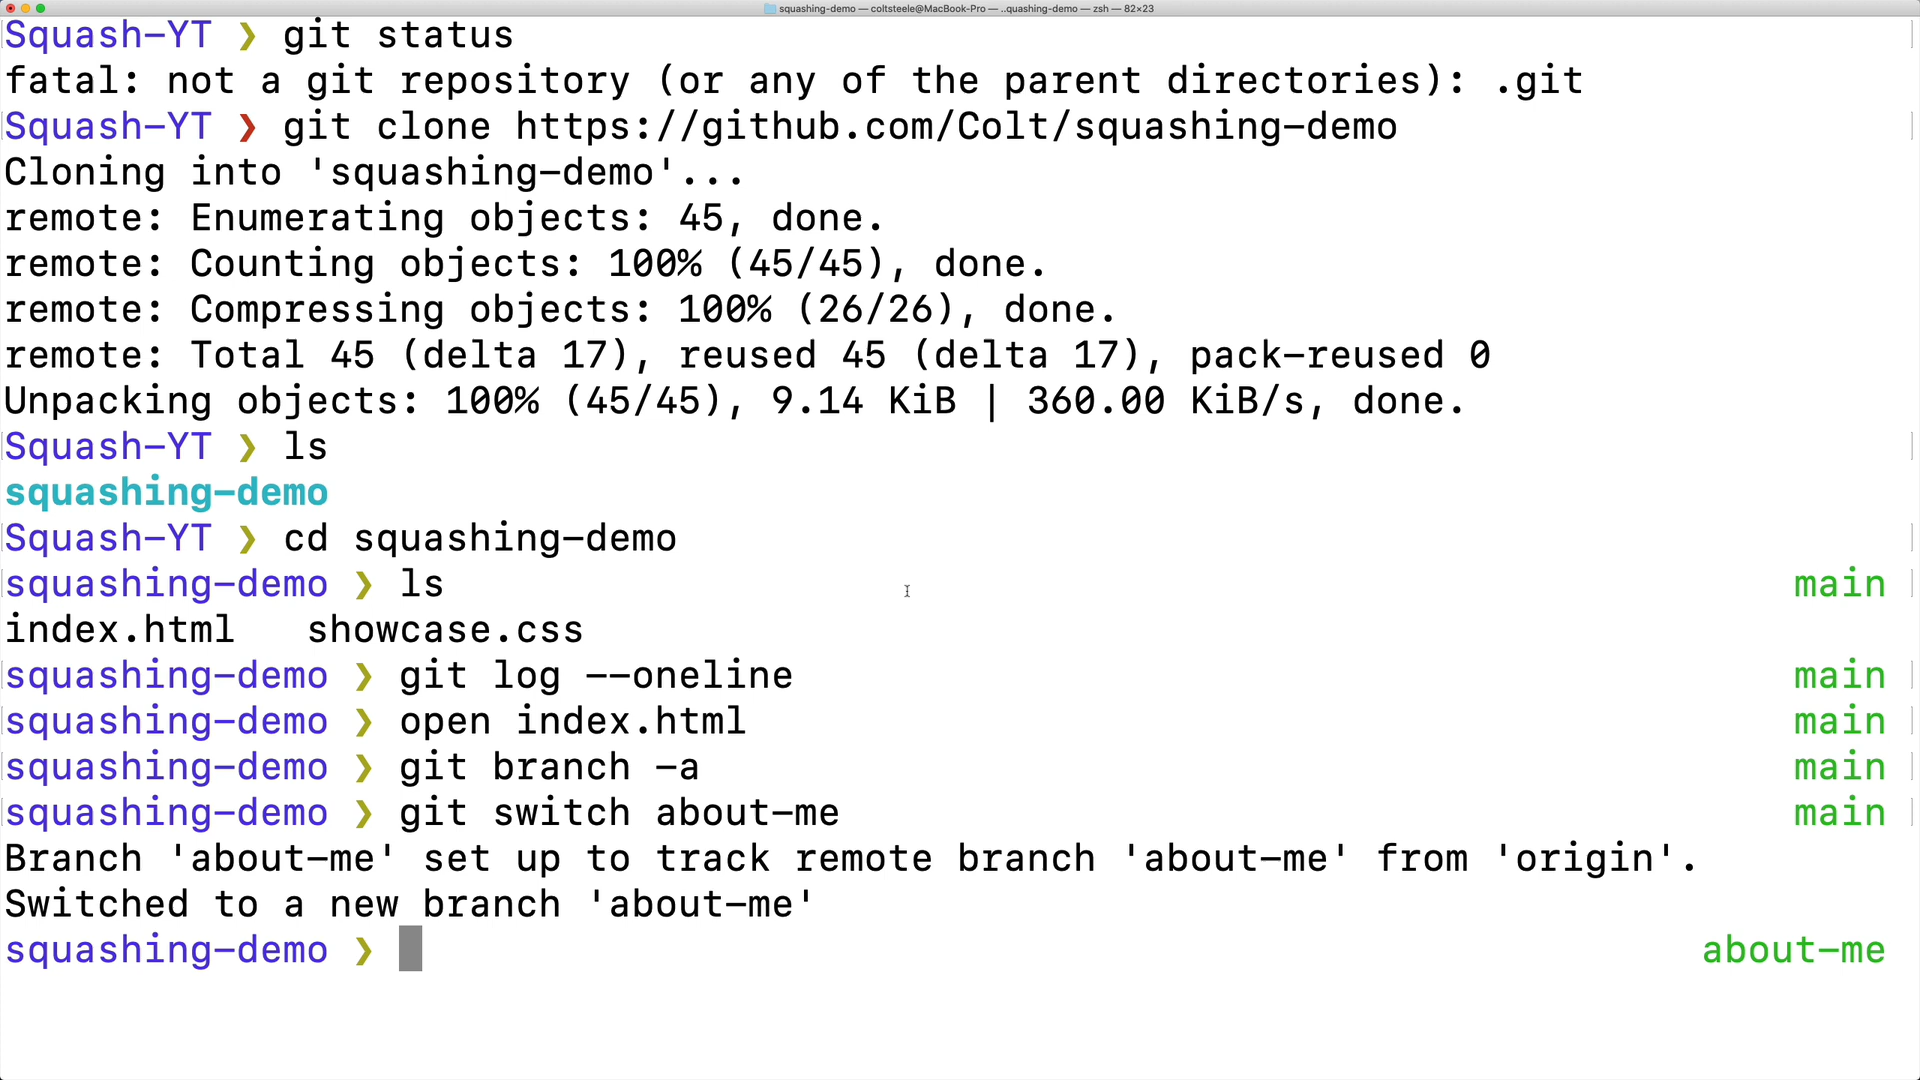 squashing-demo — coltsteele@MacBook-Pro — ..quashing-demo — zsh — 82×23
Squash-YT ❯ git status
fatal: not a git repository (or any of the parent directories): .git
Squash-YT ❯ git clone https://github.com/Colt/squashing-demo
Cloning into 'squashing-demo'...
remote: Enumerating objects: 45, done.
remote: Counting objects: 100% (45/45), done.
remote: Compressing objects: 100% (26/26), done.
remote: Total 45 (delta 17), reused 45 (delta 17), pack-reused 0
Unpacking objects: 100% (45/45), 9.14 KiB | 360.00 KiB/s, done.
Squash-YT ❯ ls
squashing-demo
Squash-YT ❯ cd squashing-demo
squashing-demo ❯ ls main
index.html showcase.css
squashing-demo ❯ git log --oneline main
squashing-demo ❯ open index.html main
squashing-demo ❯ git branch -a main
squashing-demo ❯ git switch about-me main
Branch 'about-me' set up to track remote branch 'about-me' from 'origin'.
Switched to a new branch 'about-me'
squashing-demo ❯ about-me